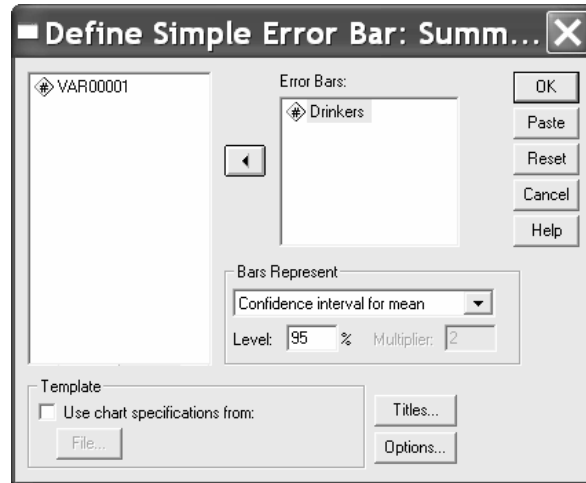 Define Simple Error Bar: Summ...
VAR00001
Error Bars:
Drinkers
OK
Paste
Reset
Cancel
Help
Bars Represent
Confidence interval for mean
Level: 95 % Multiplier: 2
Template
Use chart specifications from:
File...
Titles...
Options...